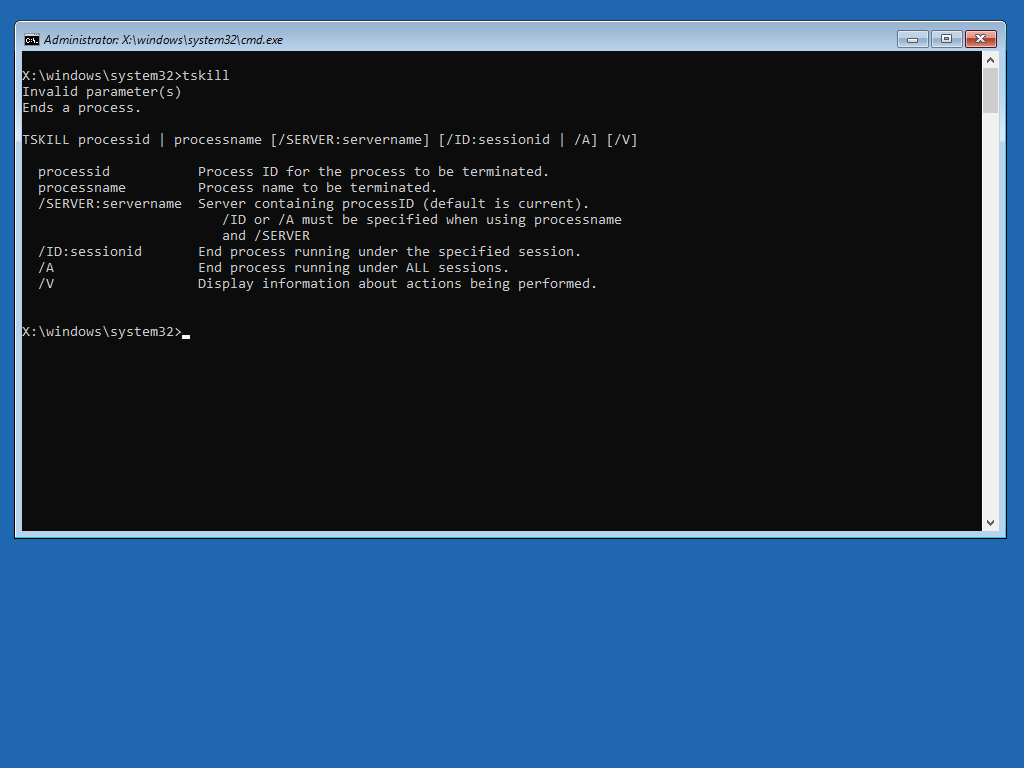 Administrator: X:\windows\system32\cmd.exe
X:\windows\system32>tskill
Invalid parameter(s)
Ends a process.
TSKILL processid | processname [/SERVER:servername] [/ID:sessionid | /A] [/V]
processid Process ID for the process to be terminated.
processname Process name to be terminated.
/SERVER:servername Server containing processID (default is current).
/ID or /A must be specified when using processname
and /SERVER
/ID:sessionid End process running under the specified session.
/A End process running under ALL sessions.
/V Display information about actions being performed.
X:\windows\system32>